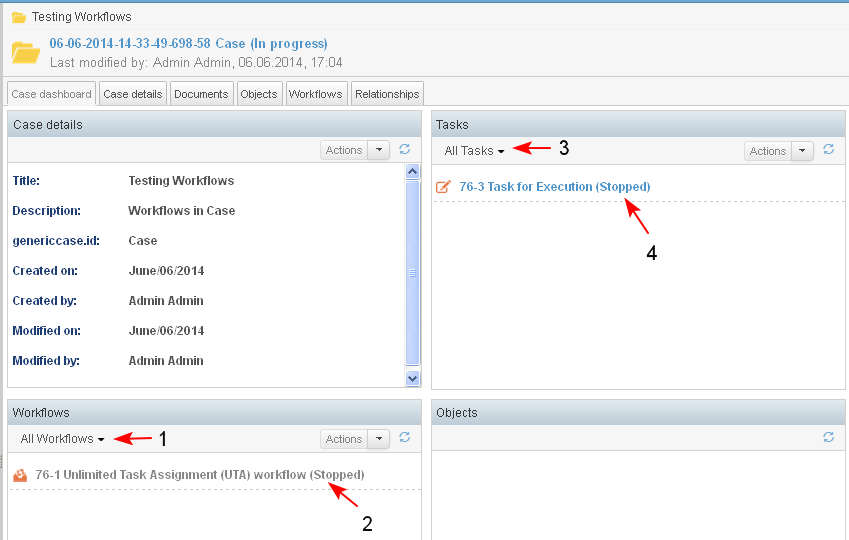 Testing Workflows
06-06-2014-14-33-49-698-58 Case (In progress)
Last modified by: Admin Admin, 06.06.2014, 17:04
Case dashboard Case details Documents Objects Workflows Relationships
Case details
Actions
Title: Testing Workflows
Description: Workflows in Case
genericcase.id: Case
Created on: June/06/2014
Created by: Admin Admin
Modified on: June/06/2014
Modified by: Admin Admin
Tasks
All Tasks 3 Actions
76-3 Task for Execution (Stopped)
4
Workflows
All Workflows 1 Actions
76-1 Unlimited Task Assignment (UTA) workflow (Stopped)
2
Objects